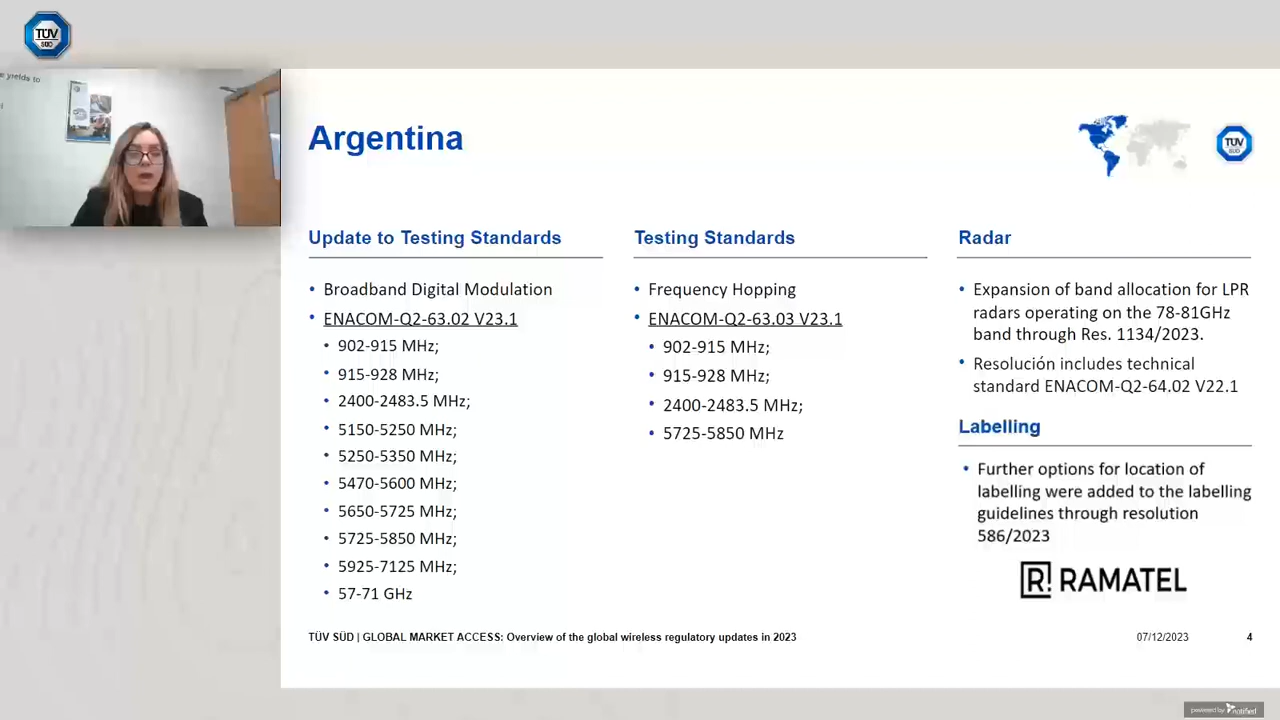 TÜV
SÜD
e yields to
Argentina
TÜV
SÜD
Update to Testing Standards
• Broadband Digital Modulation
• ENACOM-Q2-63.02 V23.1
• 902-915 MHz;
• 915-928 MHz;
• 2400-2483.5 MHz;
• 5150-5250 MHz;
• 5250-5350 MHz;
• 5470-5600 MHz;
• 5650-5725 MHz;
• 5725-5850 MHz;
• 5925-7125 MHz;
• 57-71 GHz
Testing Standards
• Frequency Hopping
• ENACOM-Q2-63.03 V23.1
• 902-915 MHz;
• 915-928 MHz;
• 2400-2483.5 MHz;
• 5725-5850 MHz
Radar
• Expansion of band allocation for LPR
radars operating on the 78-81GHz
band through Res. 1134/2023.
• Resolución includes technical
standard ENACOM-Q2-64.02 V22.1
Labelling
• Further options for location of
labelling were added to the labelling
guidelines through resolution
586/2023
R! RAMATEL
TÜV SÜD | GLOBAL MARKET ACCESS: Overview of the global wireless regulatory updates in 2023
07/12/2023
4
powered by notified